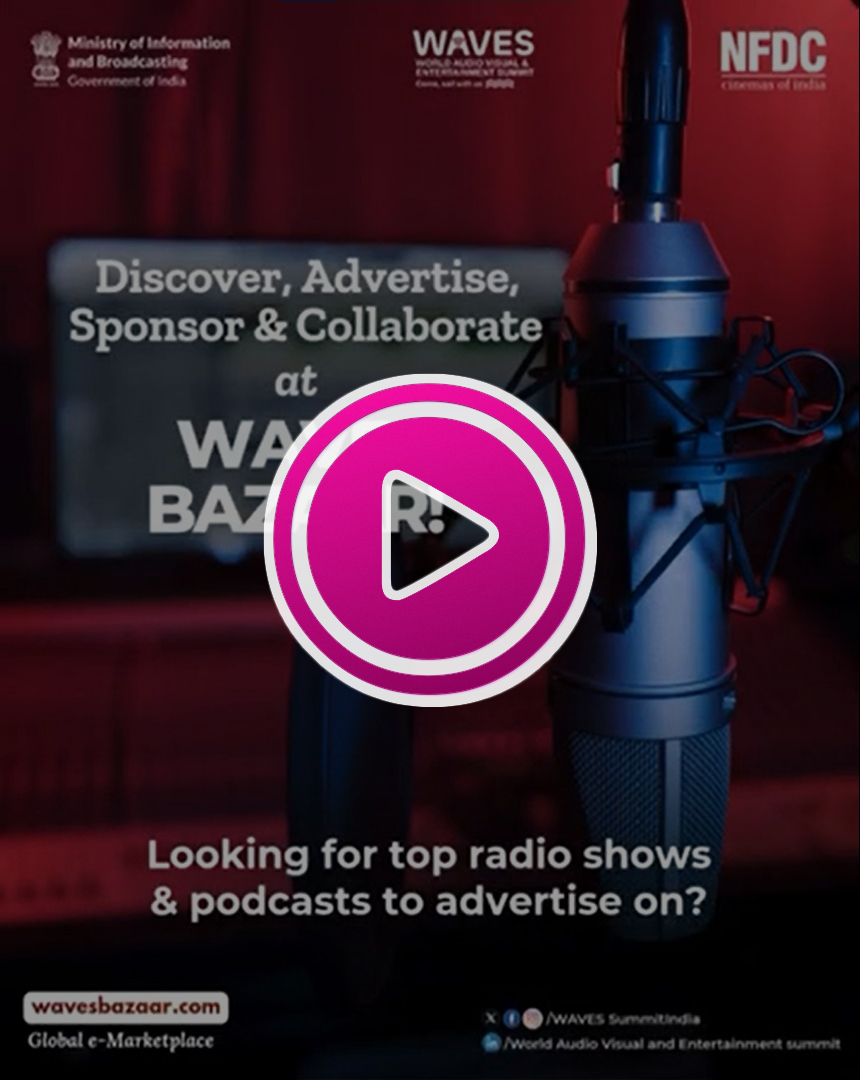 Ministry of Information
and Broadcasting
Government of India
WAVES
WORLD AUDIO VISUAL &
ENTERTAINMENT SUMMIT
NFDC
cinemas of india
Discover, Advertise,
Sponsor & Collaborate
at
Looking for top radio shows
& podcasts to advertise on?
wavesbazaar.com
Global e-Marketplace
/WAVES SummitIndia
/World Audio Visual and Entertainment summit